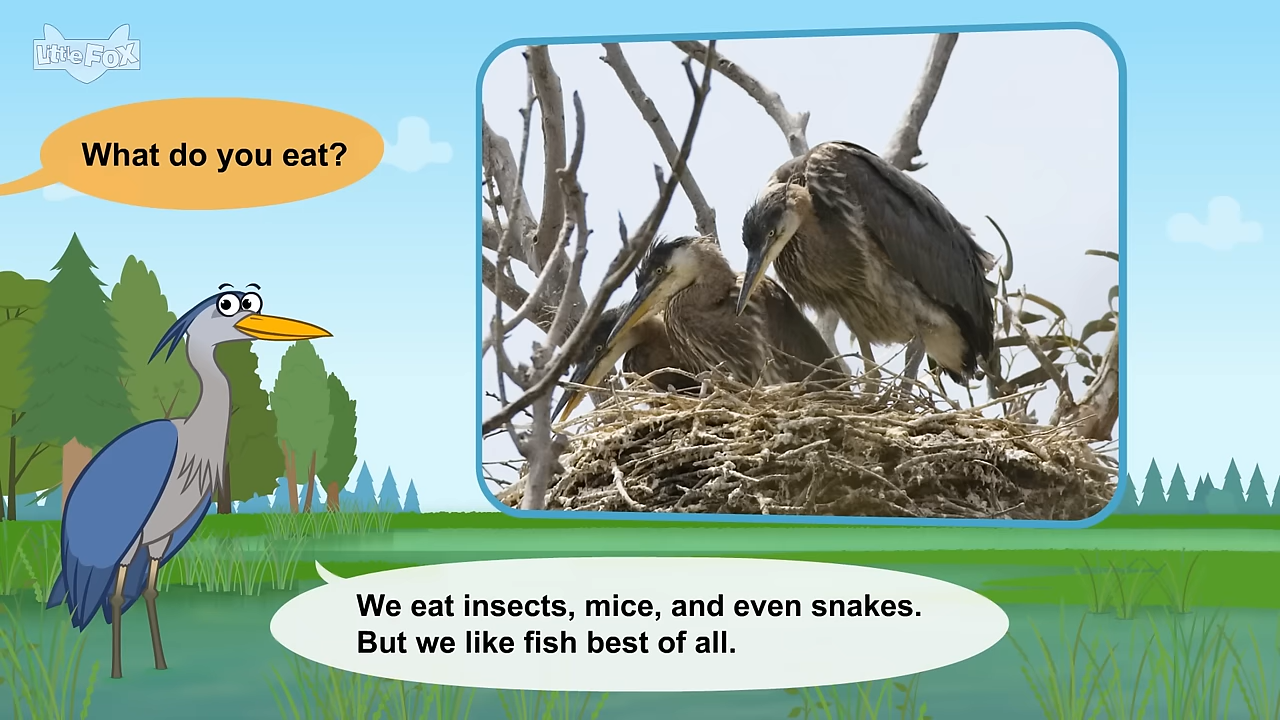 Little Fox
What do you eat?
We eat insects, mice, and even snakes.
But we like fish best of all.